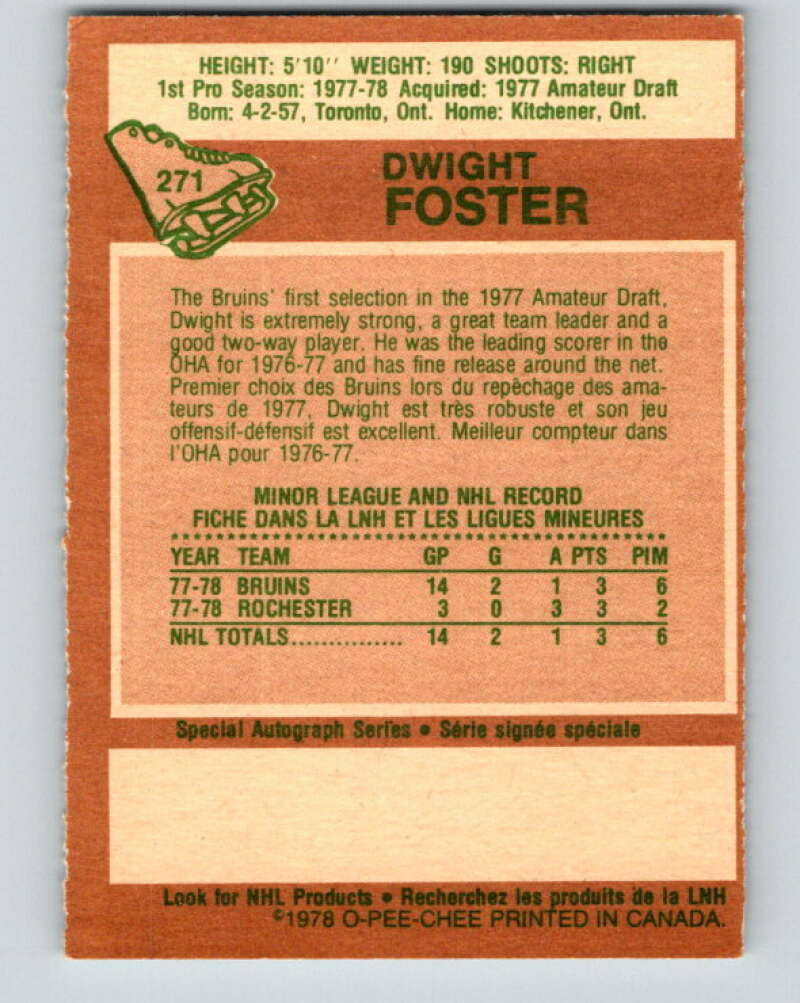 HEIGHT: 5'10'' WEIGHT: 190 SHOOTS: RIGHT
1st Pro Season: 1977-78 Acquired: 1977 Amateur Draft
Born: 4-2-57, Toronto, Ont. Home: Kitchener, Ont.
271
DWIGHT
FOSTER
The Bruins' first selection in the 1977 Amateur Draft,
Dwight is extremely strong, a great team leader and a
good two-way player. He was the leading scorer in the
OHA for 1976-77 and has fine release around the net.
Premier choix des Bruins lors du repêchage des ama-
teurs de 1977, Dwight est très robuste et son jeu
offensif-défensif est excellent. Meilleur compteur dans
l'OHA pour 1976-77.
MINOR LEAGUE AND NHL RECORD
FICHE DANS LA LNH ET LES LIGUES MINEURES
YEAR TEAM GP G A PTS PIM
77-78 BRUINS 14 2 1 3 6
77-78 ROCHESTER 3 0 3 3 2
NHL TOTALS............... 14 2 1 3 6
Special Autograph Series • Série signée spéciale
Look for NHL Products • Recherchez les produits de la LNH
©1978 O-PEE-CHEE PRINTED IN CANADA.